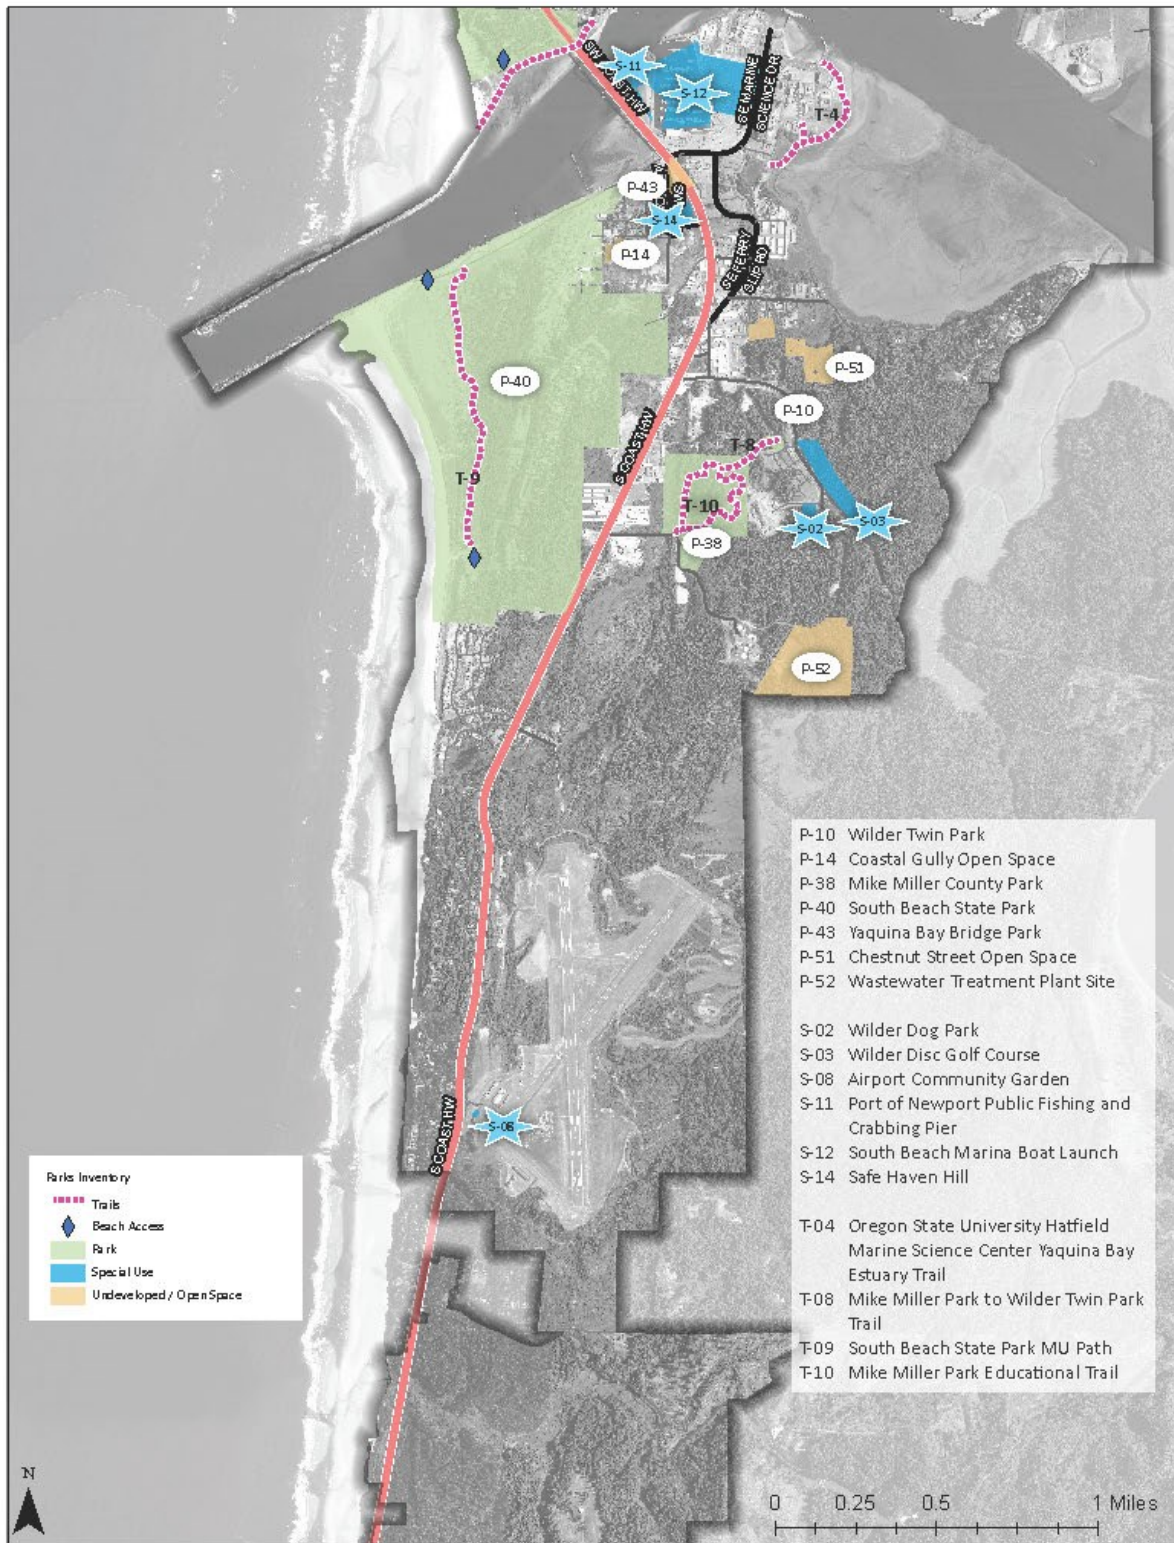 S-11
SW COAST HW
S-12
SE MARINE
SCIENCE DR
T-4
P-43
WS
S-14
P-14
SE FERRY
SLIP RD
P-51
P-40
P-10
S COAST HW
T-8
T-9
T-10
S-02
S-03
P-38
P-52
P-10 Wilder Twin Park
P-14 Coastal Gully Open Space
P-38 Mike Miller County Park
P-40 South Beach State Park
P-43 Yaquina Bay Bridge Park
P-51 Chestnut Street Open Space
P-52 Wastewater Treatment Plant Site
S-02 Wilder Dog Park
S-03 Wilder Disc Golf Course
S-08 Airport Community Garden
S-11 Port of Newport Public Fishing and
Crabbing Pier
S-12 South Beach Marina Boat Launch
S-14 Safe Haven Hill
T-04 Oregon State University Hatfield
Marine Science Center Yaquina Bay
Estuary Trail
T-08 Mike Miller Park to Wilder Twin Park
Trail
T-09 South Beach State Park MU Path
T-10 Mike Miller Park Educational Trail
S COAST HW
S-08
Parks Inventory
Trails
Beach Access
Park
Special Use
Undeveloped / Open Space
N
0 0.25 0.5 1 Miles